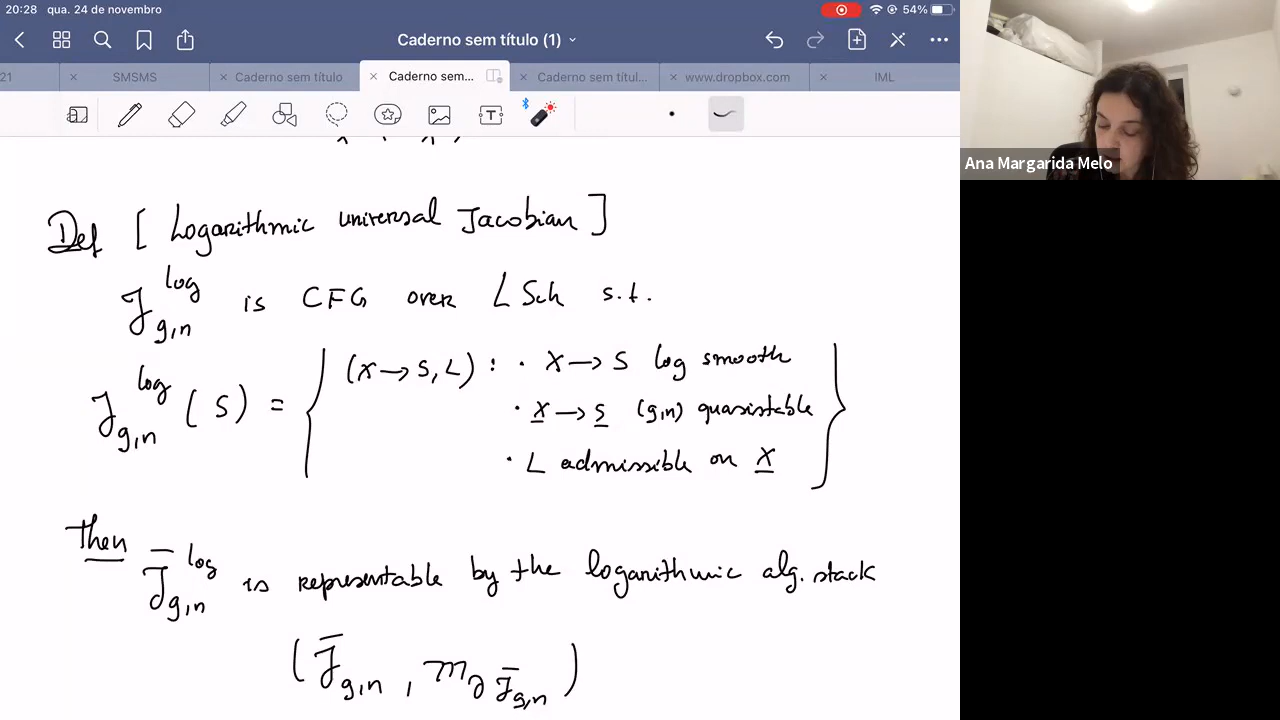 20:28 qua. 24 de novembro
54%
Caderno sem título (1)
21 SMSMS Caderno sem título Caderno sem... Caderno sem títul... www.dropbox.com IML
Ana Margarida Melo
Def [ Logarithmic universal Jacobian ]
J^log_g,n is CFG over LSch s.t.
J^log_g,n (S) = { (X → S, L) : · X → S log smooth
· X → S (g,n) quasistable
· L admissible on X }
Then J̅^log_g,n is representable by the logarithmic alg. stack
( J̅_g,n , M_∂J̅_g,n )